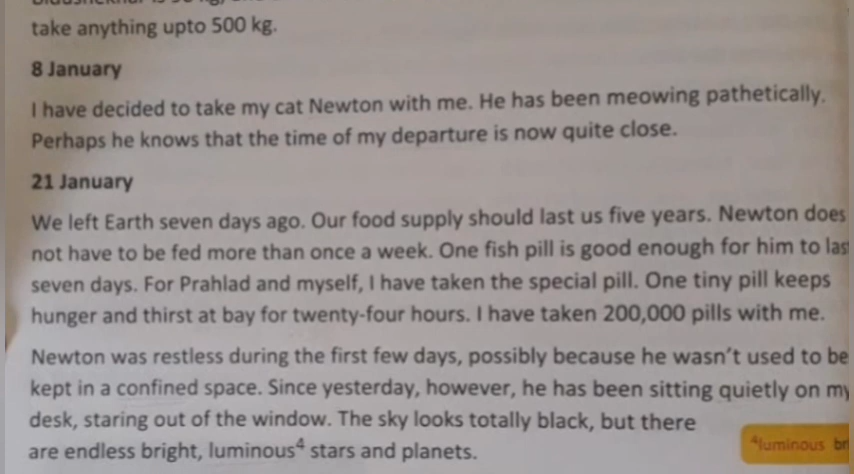 take anything upto 500 kg.
8 January
I have decided to take my cat Newton with me. He has been meowing pathetically.
Perhaps he knows that the time of my departure is now quite close.
21 January
We left Earth seven days ago. Our food supply should last us five years. Newton does
not have to be fed more than once a week. One fish pill is good enough for him to las
seven days. For Prahlad and myself, I have taken the special pill. One tiny pill keeps
hunger and thirst at bay for twenty-four hours. I have taken 200,000 pills with me.
Newton was restless during the first few days, possibly because he wasn't used to be
kept in a confined space. Since yesterday, however, he has been sitting quietly on my
desk, staring out of the window. The sky looks totally black, but there
are endless bright, luminous⁴ stars and planets.
⁴luminous br